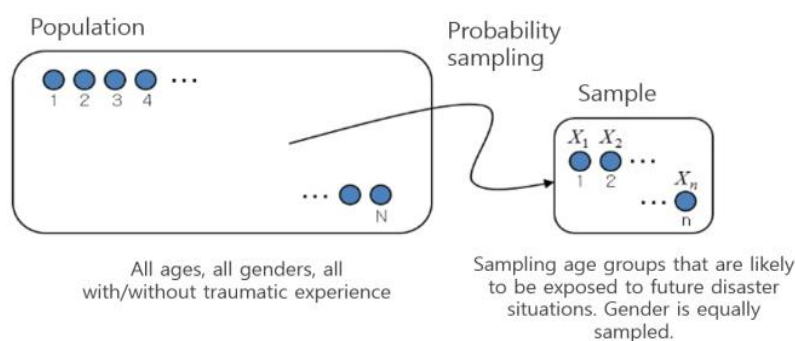 Population
1 2 3 4 ...
... N
All ages, all genders, all
with/without traumatic experience
Probability
sampling
Sample
X₁ X₂
1 2 ...
Xₙ
...
n
Sampling age groups that are likely
to be exposed to future disaster
situations. Gender is equally
sampled.